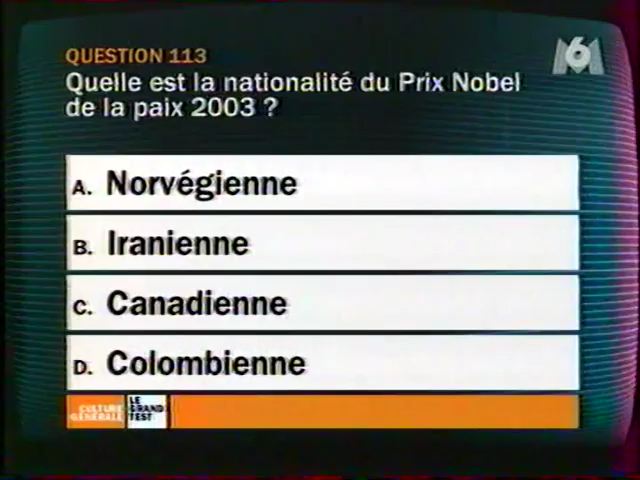 QUESTION 113
M6
Quelle est la nationalité du Prix Nobel
de la paix 2003 ?
A. Norvégienne
B. Iranienne
C. Canadienne
D. Colombienne
CULTURE
GÉNÉRALE
LE
GRAND
TEST